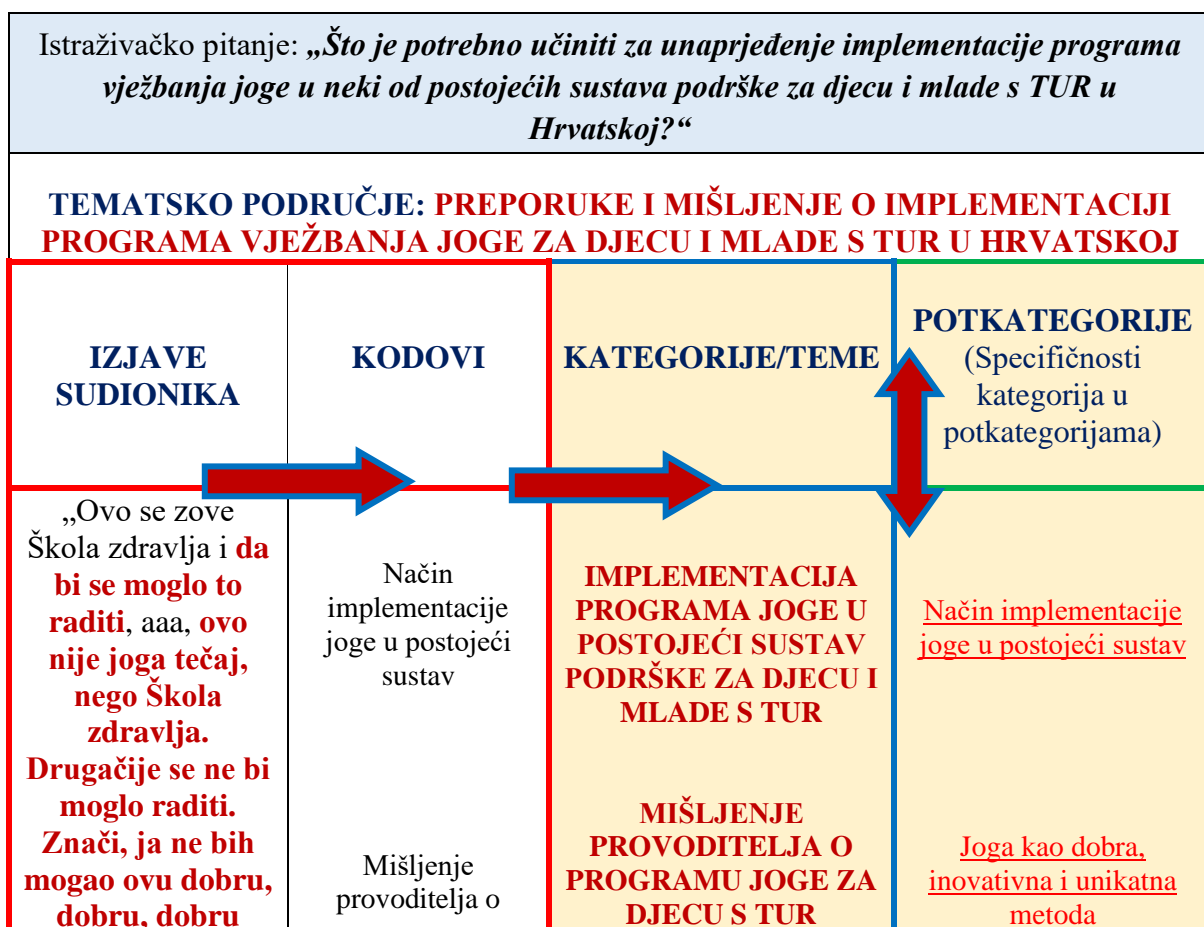 Istraživačko pitanje: „Što je potrebno učiniti za unaprjeđenje implementacije programa
vježbanja joge u neki od postojećih sustava podrške za djecu i mlade s TUR u
Hrvatskoj?“
TEMATSKO PODRUČJE: PREPORUKE I MIŠLJENJE O IMPLEMENTACIJI
PROGRAMA VJEŽBANJA JOGE ZA DJECU I MLADE S TUR U HRVATSKOJ
IZJAVE
SUDIONIKA
KODOVI
KATEGORIJE/TEME
POTKATEGORIJE
(Specifičnosti
kategorija u
potkategorijama)
„Ovo se zove
Škola zdravlja i da
bi se moglo to
raditi, aaa, ovo
nije joga tečaj,
nego Škola
zdravlja.
Drugačije se ne bi
moglo raditi.
Znači, ja ne bih
mogao ovu dobru,
dobru, dobru
Način
implementacije
joge u postojeći
sustav
Mišljenje
provoditelja o
IMPLEMENTACIJA
PROGRAMA JOGE U
POSTOJEĆI SUSTAV
PODRŠKE ZA DJECU I
MLADE S TUR
MIŠLJENJE
PROVODITELJA O
PROGRAMU JOGE ZA
DJECU S TUR
Način implementacije
joge u postojeći sustav
Joga kao dobra,
inovativna i unikatna
metoda